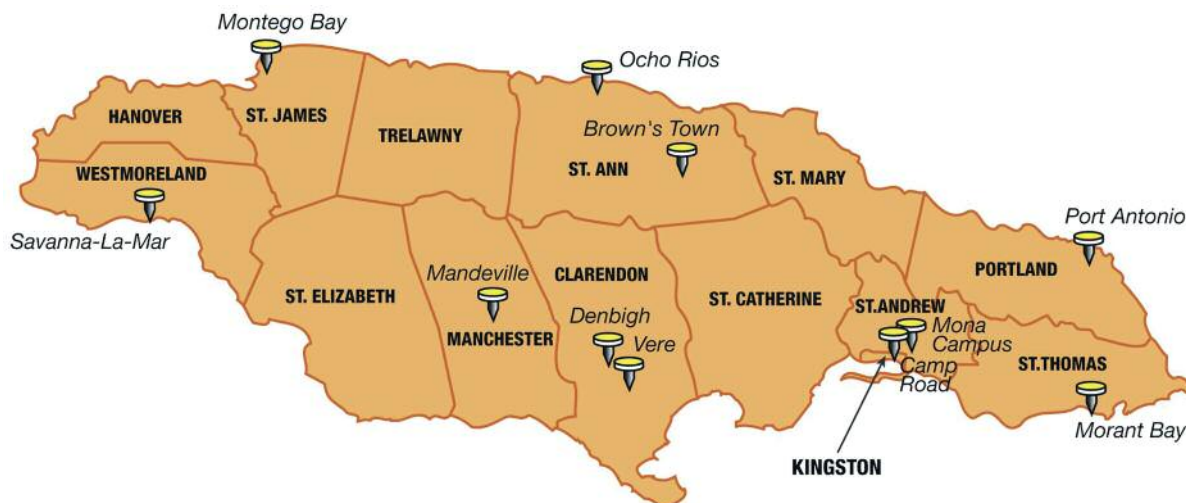 Montego Bay
Ocho Rios
HANOVER
ST. JAMES
TRELAWNY
Brown's Town
ST. ANN
WESTMORELAND
ST. MARY
Savanna-La-Mar
Port Antonio
Mandeville
CLARENDON
PORTLAND
ST. ELIZABETH
ST. CATHERINE
ST.ANDREW
Denbigh
MANCHESTER
Vere
Mona
Campus
Camp
Road
ST.THOMAS
Morant Bay
KINGSTON